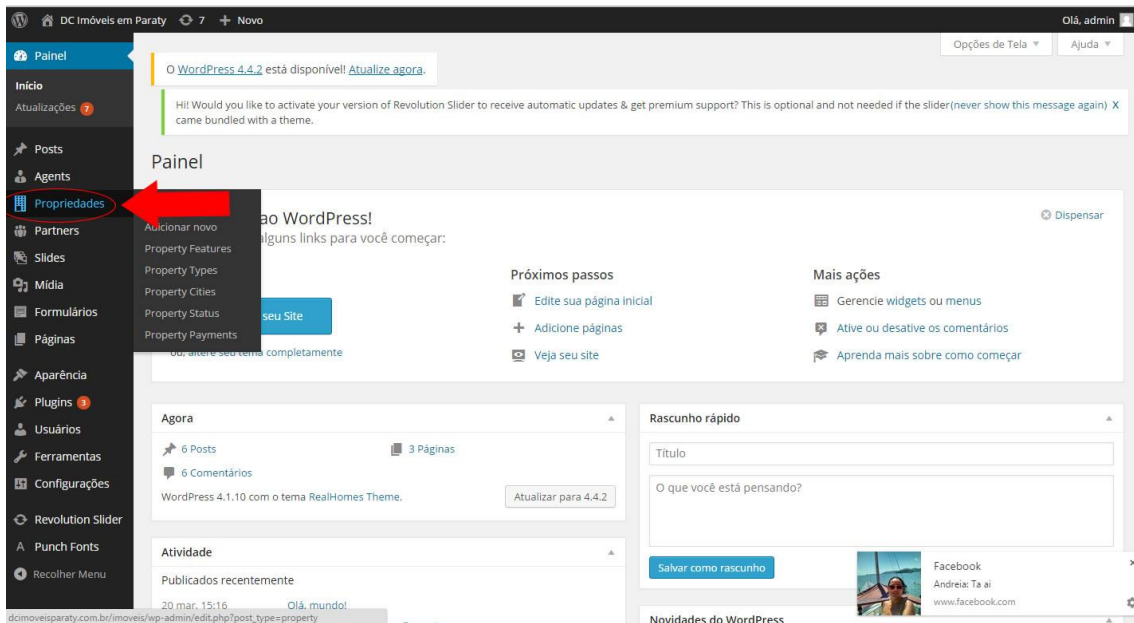 DC Imóveis em Paraty 7 + Novo
Olá, admin
Painel
Início
Atualizações 7
Posts
Agents
Propriedades
Partners
Slides
Mídia
Formulários
Páginas
Aparência
Plugins 3
Usuários
Ferramentas
Configurações
Revolution Slider
A Punch Fonts
Recolher Menu
Adicionar novo
Property Features
Property Types
Property Cities
Property Status
Property Payments
Opções de Tela
Ajuda
O WordPress 4.4.2 está disponível! Atualize agora.
Hi! Would you like to activate your version of Revolution Slider to receive automatic updates & get premium support? This is optional and not needed if the slider(never show this message again) X
came bundled with a theme.
Painel
ao WordPress!
alguns links para você começar:
Dispensar
seu Site
ou, altere seu tema completamente
Próximos passos
Edite sua página inicial
Adicione páginas
Veja seu site
Mais ações
Gerencie widgets ou menus
Ative ou desative os comentários
Aprenda mais sobre como começar
Agora
6 Posts
3 Páginas
6 Comentários
WordPress 4.1.10 com o tema RealHomes Theme.
Atualizar para 4.4.2
Atividade
Publicados recentemente
20 mar, 15:16 Olá, mundo!
Rascunho rápido
Título
O que você está pensando?
Salvar como rascunho
Novidades do WordPress
Facebook
Andreia: Ta ai
www.facebook.com
dcimoveisparaty.com.br/imoveis/wp-admin/edit.php?post_type=property